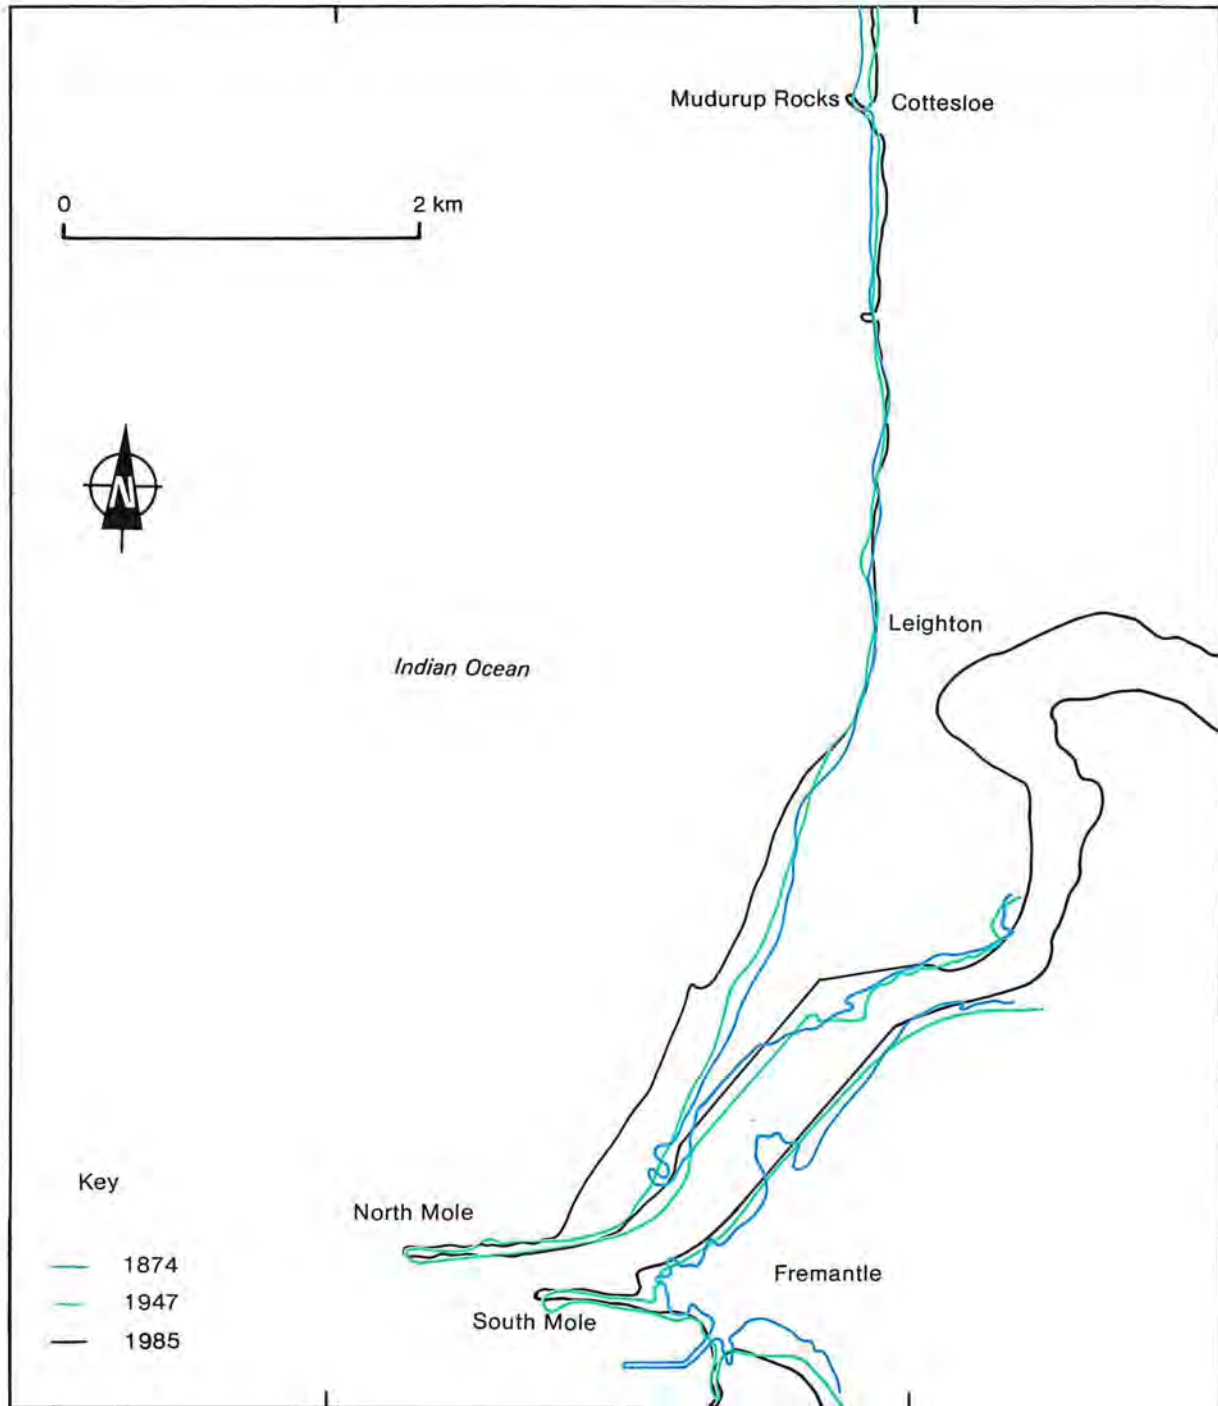 Mudurup Rocks
Cottesloe
0 2 km
N
Leighton
Indian Ocean
Key
North Mole
1874
Fremantle
1947
South Mole
1985